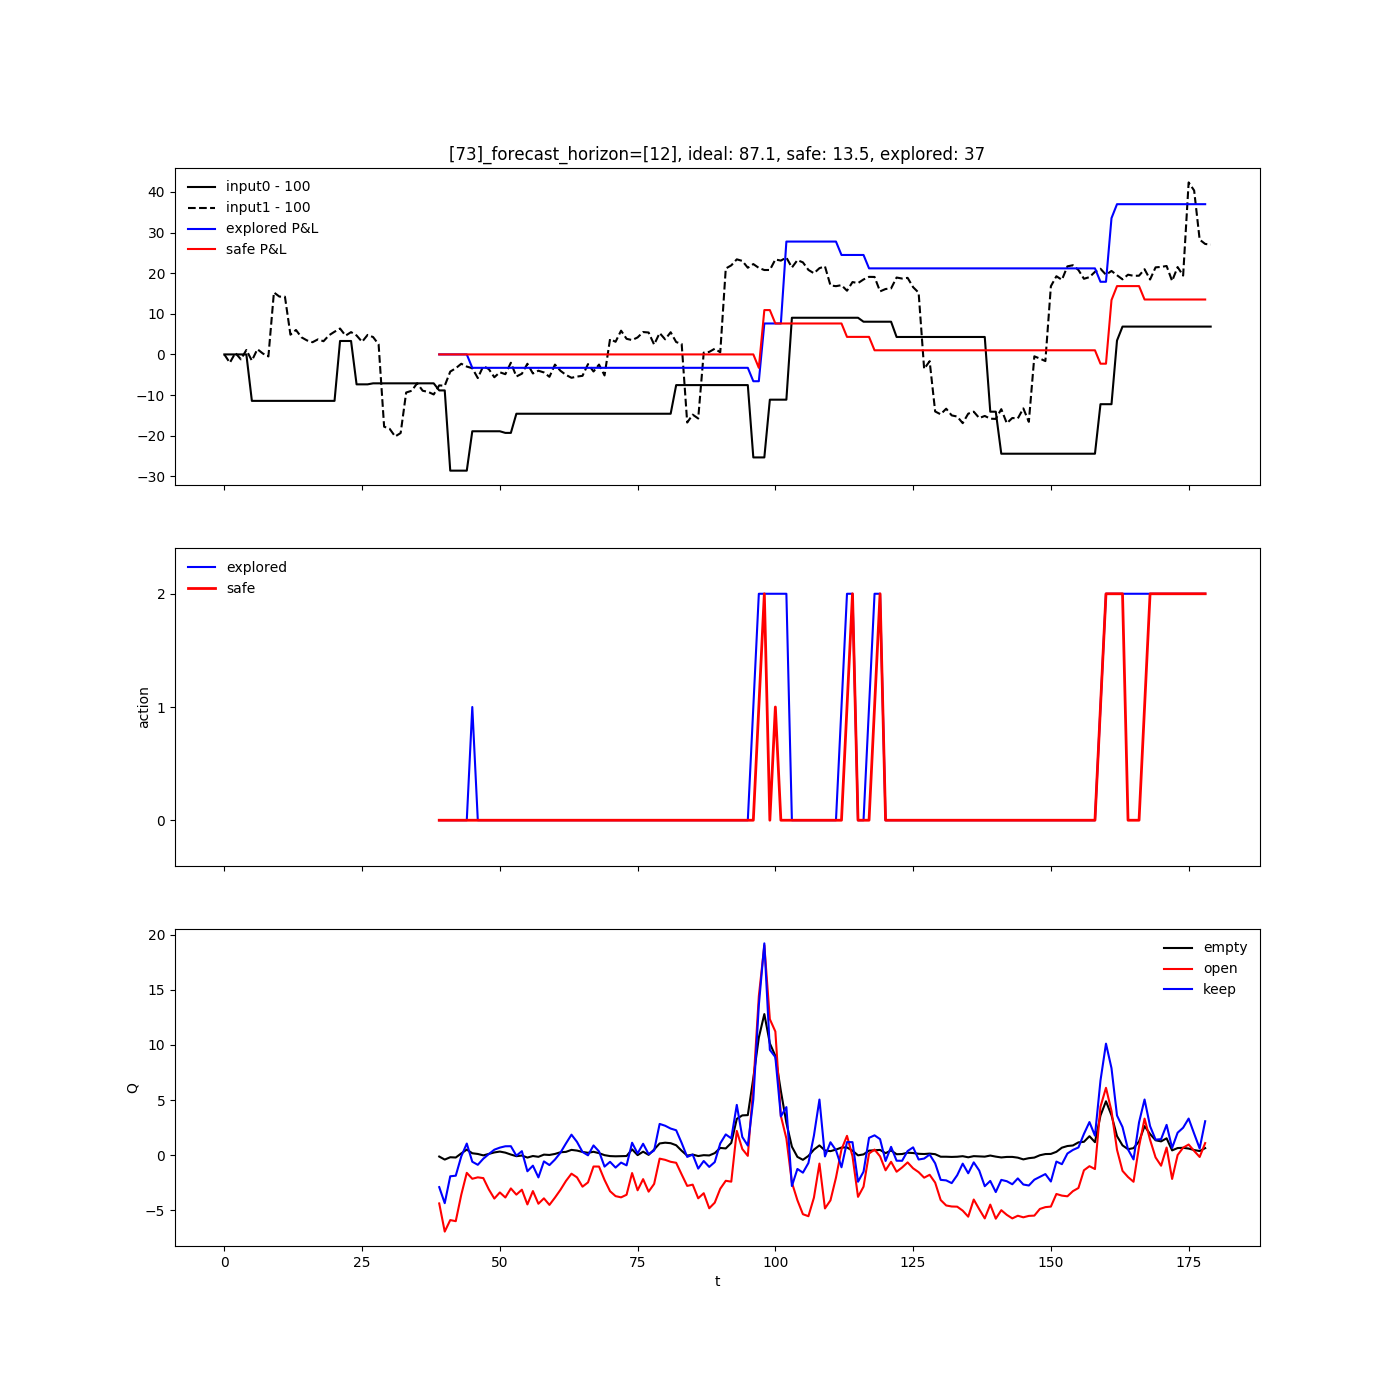 [73]_forecast_horizon=[12], ideal: 87.1, safe: 13.5, explored: 37
input0 - 100
input1 - 100
explored P&L
safe P&L
40
30
20
10
0
−10
−20
−30
explored
safe
2
1
0
action
empty
open
keep
20
15
10
5
0
−5
Q
0 25 50 75 100 125 150 175
t